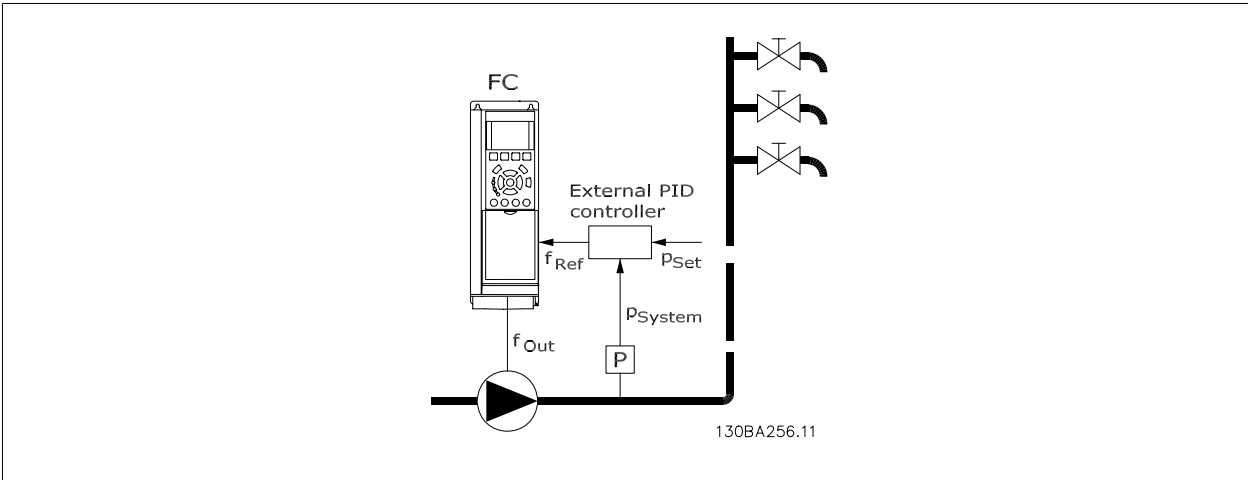 FC
External PID
controller
fRef
pSet
pSystem
fOut
P
130BA256.11